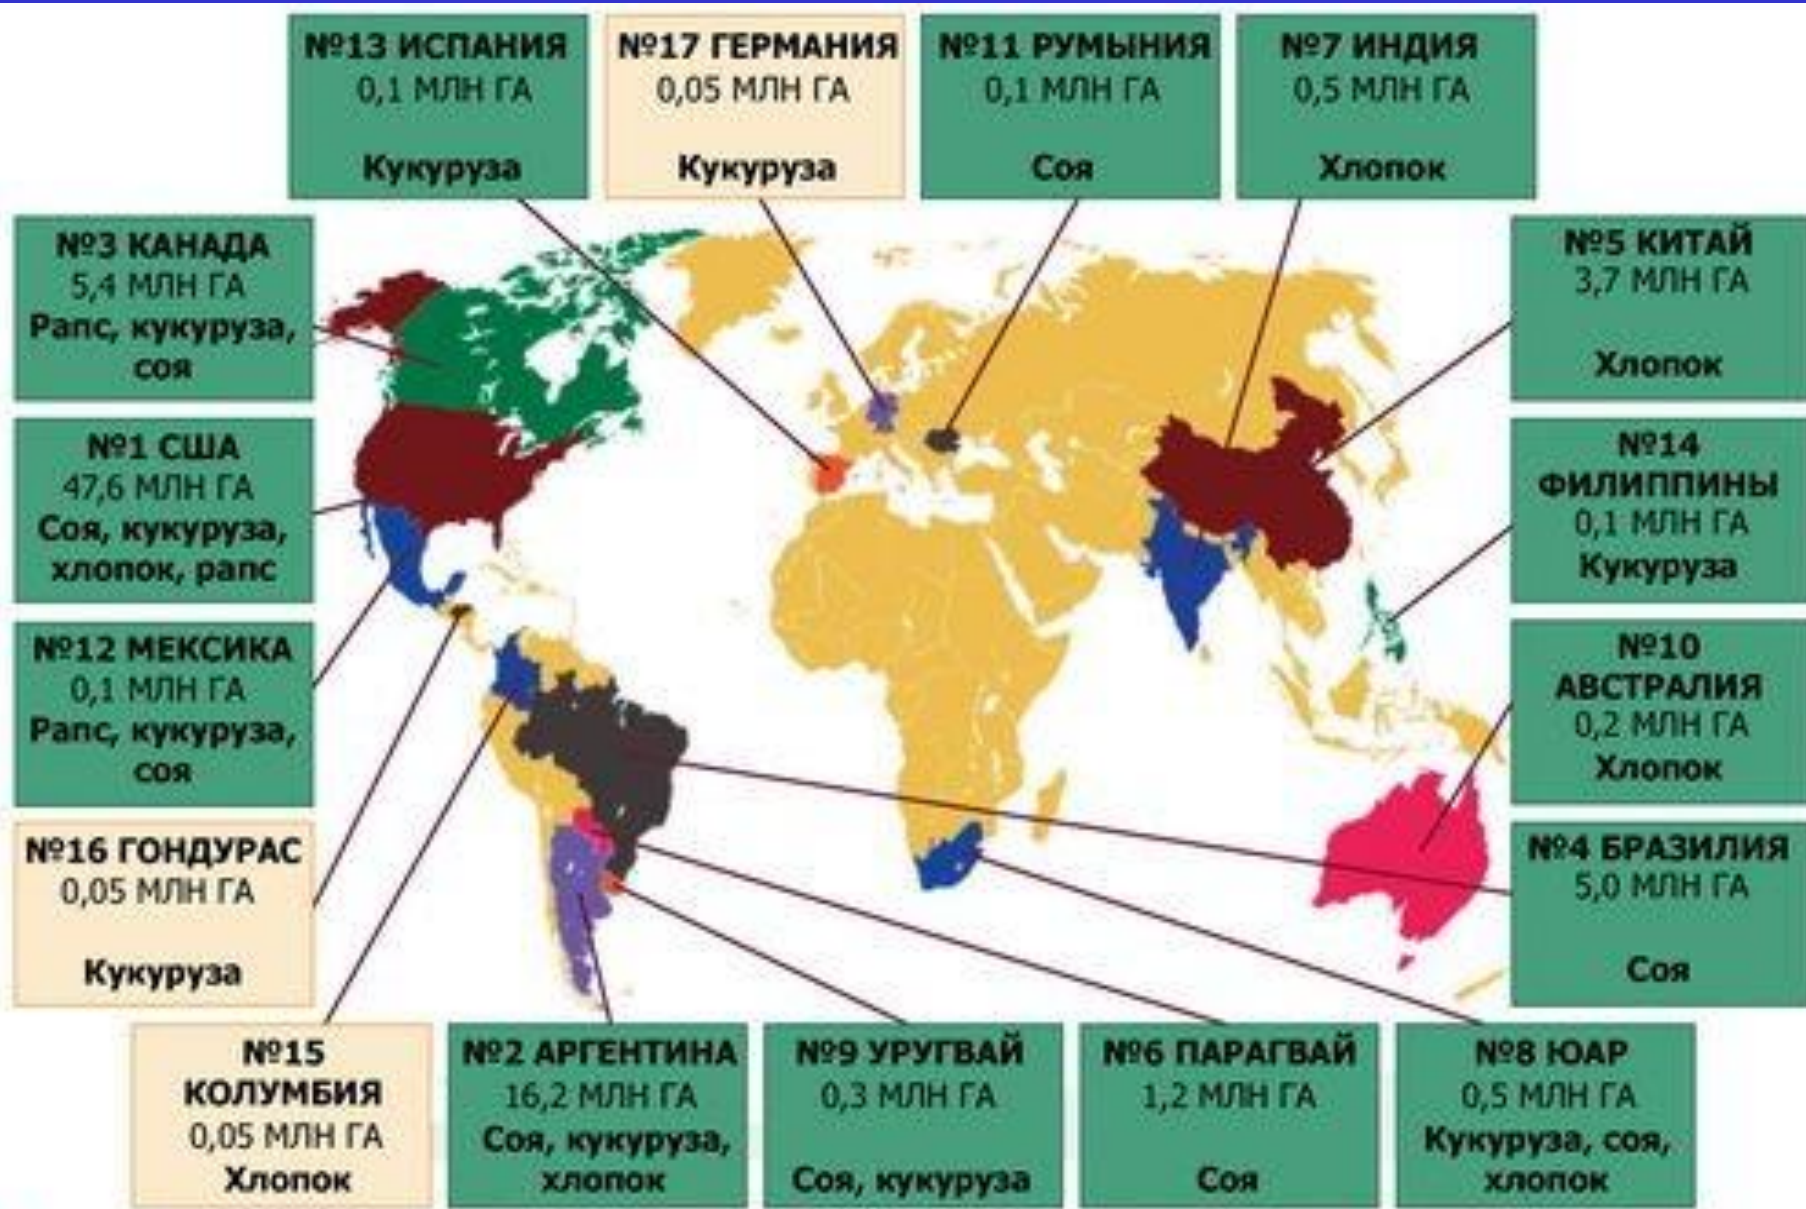 №13 ИСПАНИЯ
0,1 МЛН ГА
Кукуруза
№17 ГЕРМАНИЯ
0,05 МЛН ГА
Кукуруза
№11 РУМЫНИЯ
0,1 МЛН ГА
Соя
№7 ИНДИЯ
0,5 МЛН ГА
Хлопок
№3 КАНАДА
5,4 МЛН ГА
Рапс, кукуруза,
соя
№5 КИТАЙ
3,7 МЛН ГА
Хлопок
№1 США
47,6 МЛН ГА
Соя, кукуруза,
хлопок, рапс
№14
ФИЛИППИНЫ
0,1 МЛН ГА
Кукуруза
№12 МЕКСИКА
0,1 МЛН ГА
Рапс, кукуруза,
соя
№10
АВСТРАЛИЯ
0,2 МЛН ГА
Хлопок
№16 ГОНДУРАС
0,05 МЛН ГА
Кукуруза
№4 БРАЗИЛИЯ
5,0 МЛН ГА
Соя
№15
КОЛУМБИЯ
0,05 МЛН ГА
Хлопок
№2 АРГЕНТИНА
16,2 МЛН ГА
Соя, кукуруза,
хлопок
№9 УРУГВАЙ
0,3 МЛН ГА
Соя, кукуруза
№6 ПАРАГВАЙ
1,2 МЛН ГА
Соя
№8 ЮАР
0,5 МЛН ГА
Кукуруза, соя,
хлопок